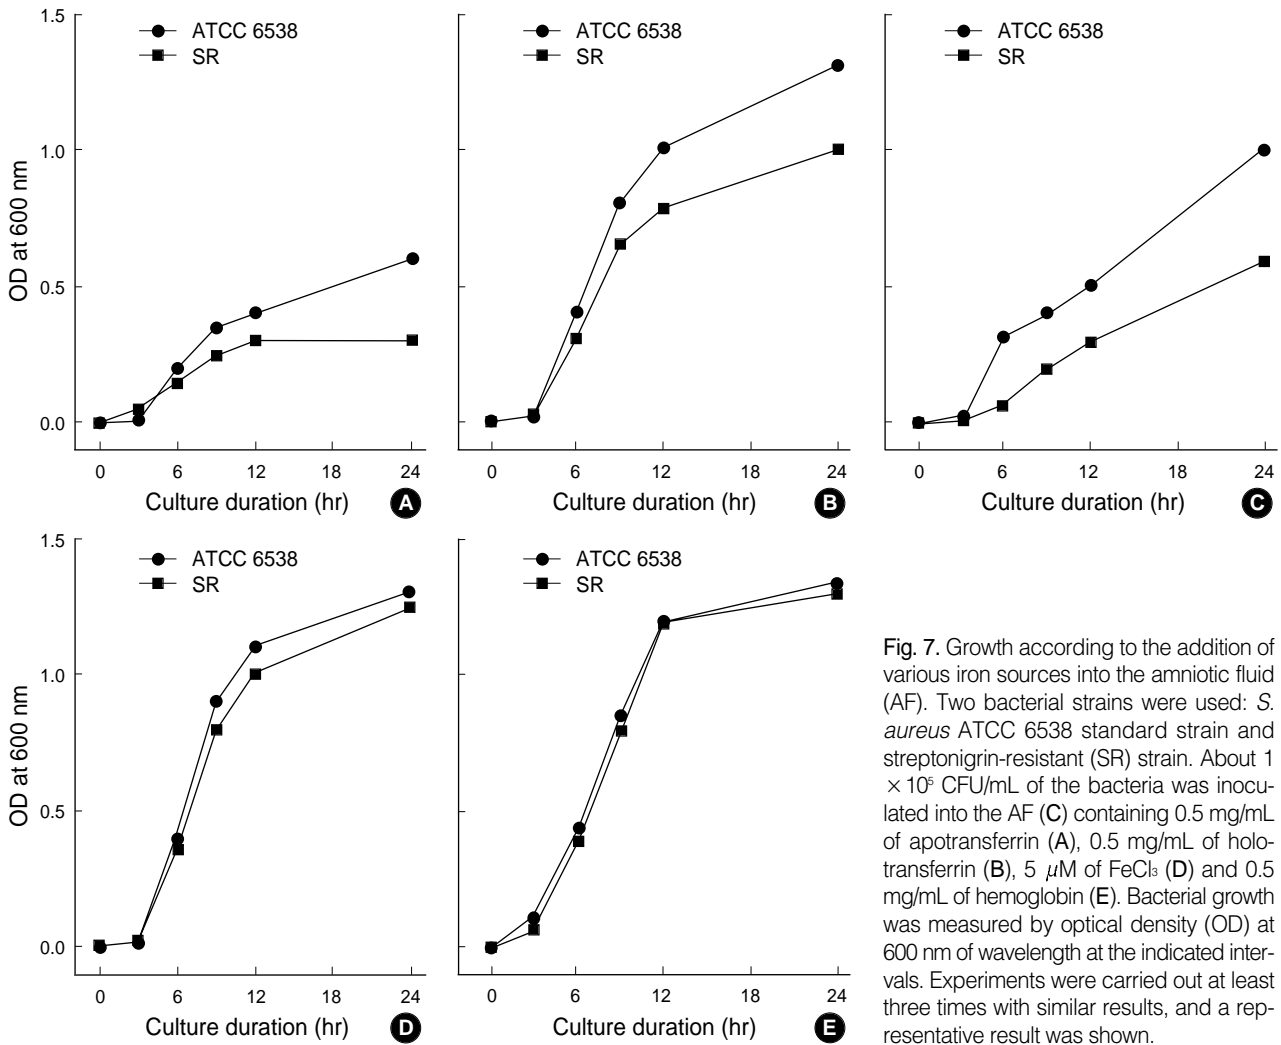 1.5
1.0
0.5
0.0
OD at 600 nm
ATCC 6538
SR
0 6 12 18 24
Culture duration (hr)
A
ATCC 6538
SR
0 6 12 18 24
Culture duration (hr)
B
ATCC 6538
SR
0 6 12 18 24
Culture duration (hr)
C
1.5
1.0
0.5
0.0
OD at 600 nm
ATCC 6538
SR
0 6 12 18 24
Culture duration (hr)
D
ATCC 6538
SR
0 6 12 18 24
Culture duration (hr)
E
Fig. 7. Growth according to the addition of
various iron sources into the amniotic fluid
(AF). Two bacterial strains were used: S.
aureus ATCC 6538 standard strain and
streptonigrin-resistant (SR) strain. About 1
×10⁵ CFU/mL of the bacteria was inocu-
lated into the AF (C) containing 0.5 mg/mL
of apotransferrin (A), 0.5 mg/mL of holo-
transferrin (B), 5 μM of FeCl₃ (D) and 0.5
mg/mL of hemoglobin (E). Bacterial growth
was measured by optical density (OD) at
600 nm of wavelength at the indicated inter-
vals. Experiments were carried out at least
three times with similar results, and a rep-
resentative result was shown.